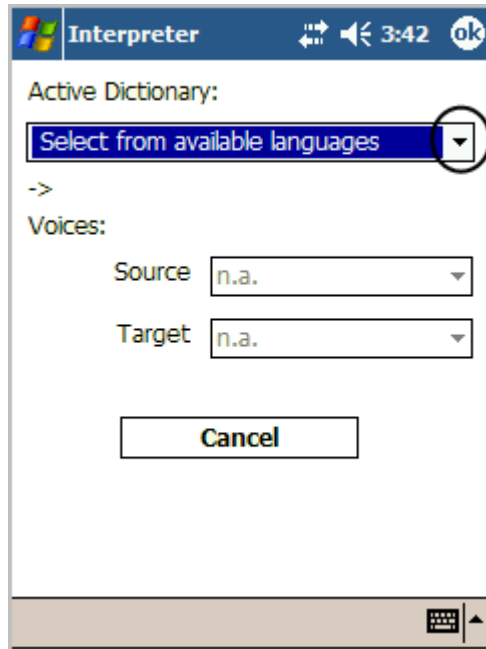 Interpreter 3:42 ok
Active Dictionary:
Select from available languages
->
Voices:
Source n.a.
Target n.a.
Cancel